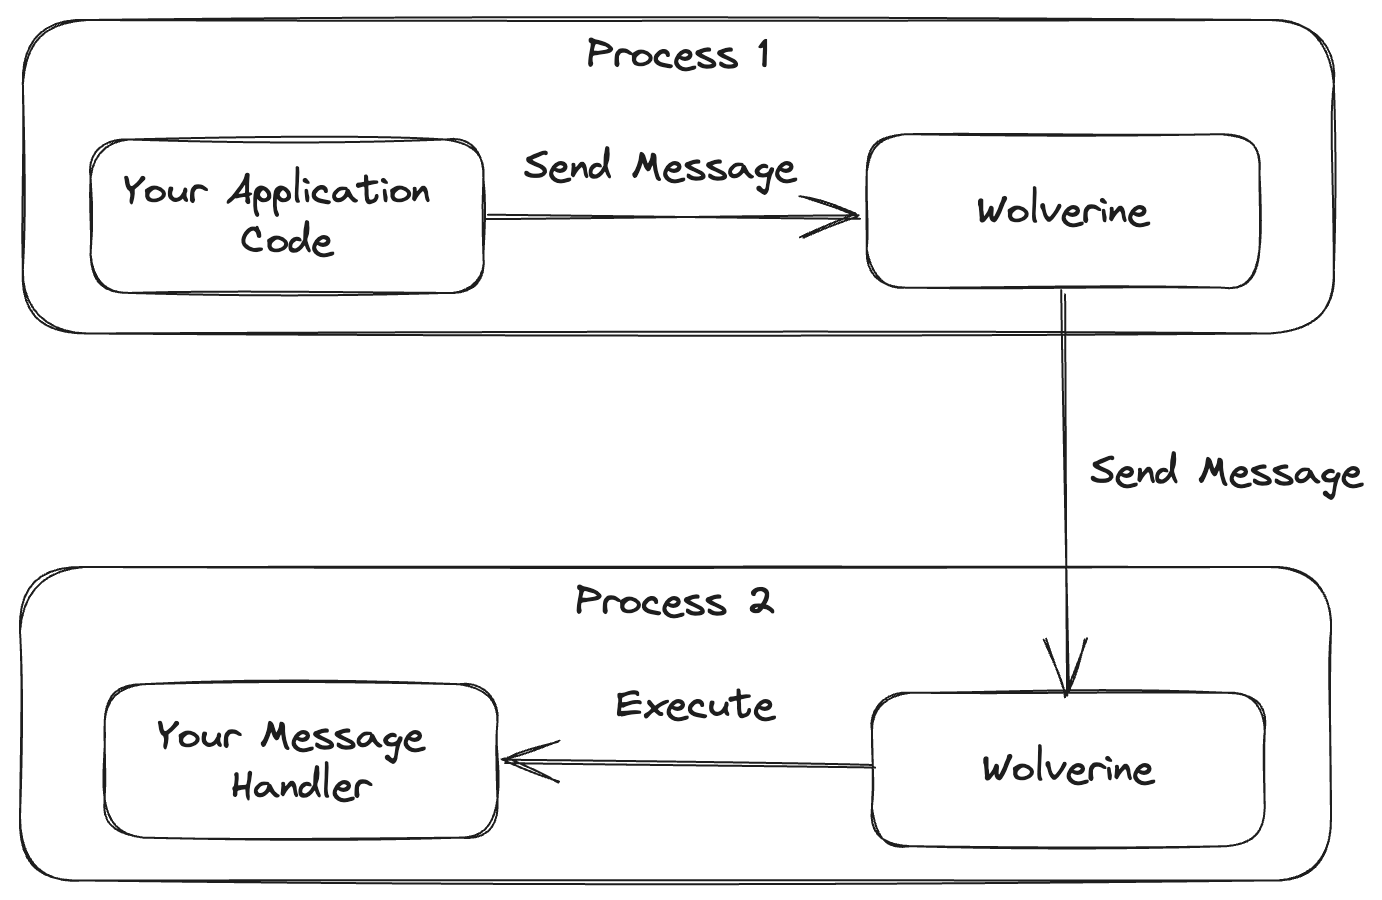 Process 1
Your Application
Code
Send Message
Wolverine
Send Message
Process 2
Your Message
Handler
Execute
Wolverine